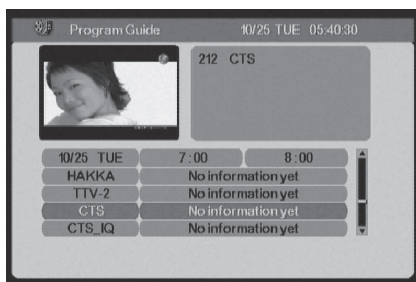 Program Guide 10/25 TUE 05:40:30
212 CTS
10/25 TUE 7:00 8:00
HAKKA No information yet
TTV-2 No information yet
CTS No information yet
CTS_IQ No information yet